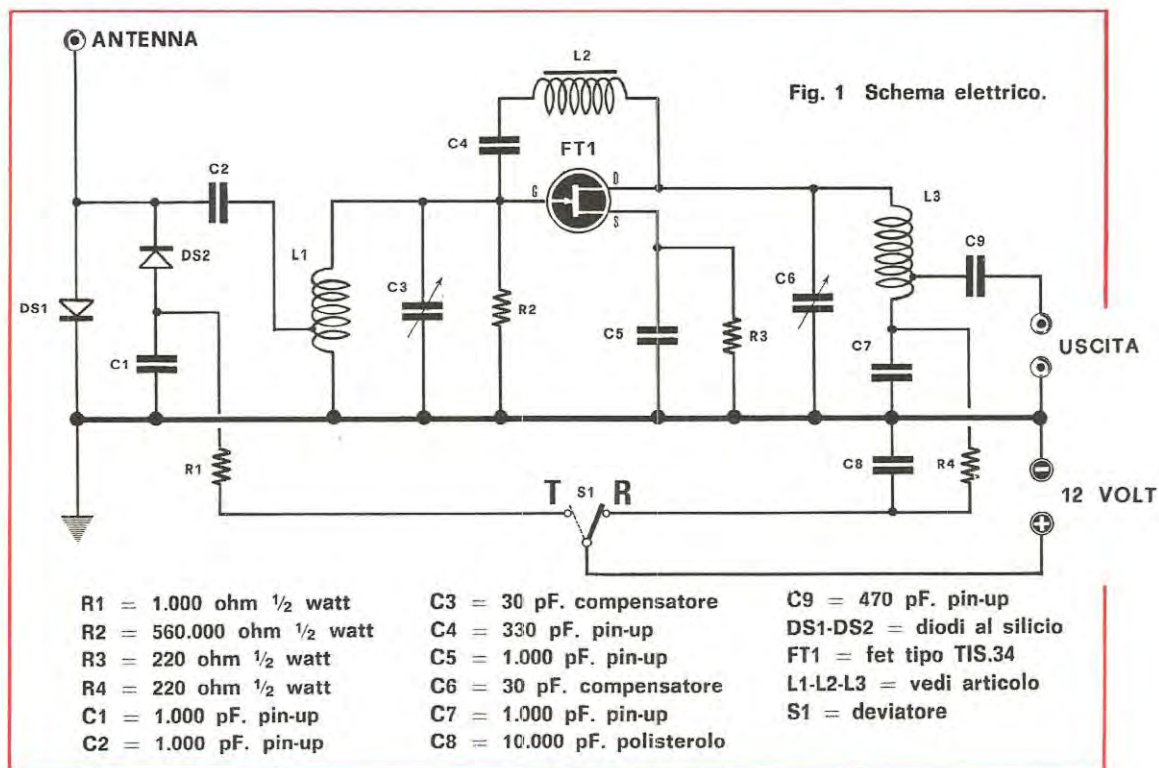 ANTENNA
Fig. 1 Schema elettrico.
L2
C4
FT1
G
D
S
C2
DS2
L1
C3
R2
C5
R3
C6
L3
C9
DS1
C1
C7
USCITA
R1
T
S1
R
C8
R4
12 VOLT
R1 = 1.000 ohm ½ watt
R2 = 560.000 ohm ½ watt
R3 = 220 ohm ½ watt
R4 = 220 ohm ½ watt
C1 = 1.000 pF. pin-up
C2 = 1.000 pF. pin-up
C3 = 30 pF. compensatore
C4 = 330 pF. pin-up
C5 = 1.000 pF. pin-up
C6 = 30 pF. compensatore
C7 = 1.000 pF. pin-up
C8 = 10.000 pF. polisterolo
C9 = 470 pF. pin-up
DS1-DS2 = diodi al silicio
FT1 = fet tipo TIS.34
L1-L2-L3 = vedi articolo
S1 = deviatore